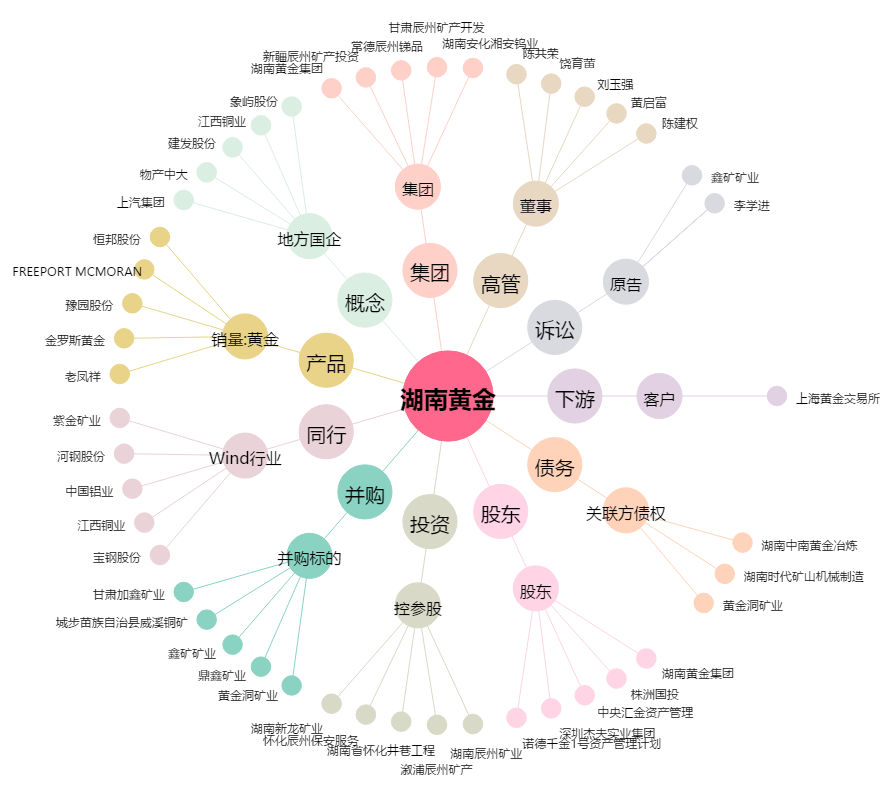 甘肃辰州矿产开发
常德辰州锑品
湖南安化湘安钨业
新疆辰州矿产投资
湖南黄金集团
陈共荣
饶育苗
刘玉强
黄启富
陈建权
集团
集团
董事
高管
象屿股份
江西铜业
建发股份
物产中大
上汽集团
地方国企
概念
鑫矿矿业
李学进
原告
诉讼
恒邦股份
FREEPORT MCMORAN
豫园股份
金罗斯黄金
老凤祥
销量:黄金
产品
湖南黄金
下游
客户
上海黄金交易所
紫金矿业
河钢股份
中国铝业
江西铜业
宝钢股份
Wind行业
同行
债务
关联方债权
湖南中南黄金冶炼
湖南时代矿山机械制造
黄金洞矿业
并购
并购标的
甘肃加鑫矿业
城步苗族自治县威溪铜矿
鑫矿矿业
鼎鑫矿业
黄金洞矿业
投资
控参股
湖南新龙矿业
怀化辰州保安服务
湖南省怀化井巷工程
溆浦辰州矿产
湖南辰州矿业
股东
股东
湖南黄金集团
株洲国投
中央汇金资产管理
深圳杰夫实业集团
诺德千金1号资产管理计划